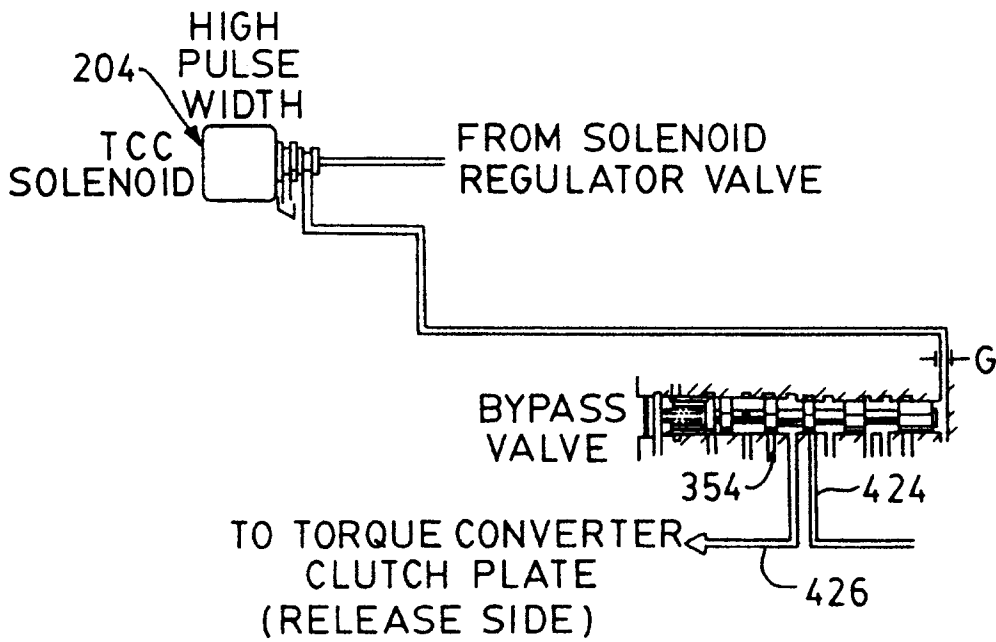 HIGH
PULSE
WIDTH
204
TCC
SOLENOID
FROM SOLENOID
REGULATOR VALVE
G
BYPASS
VALVE
354
424
TO TORQUE CONVERTER
CLUTCH PLATE
(RELEASE SIDE)
426